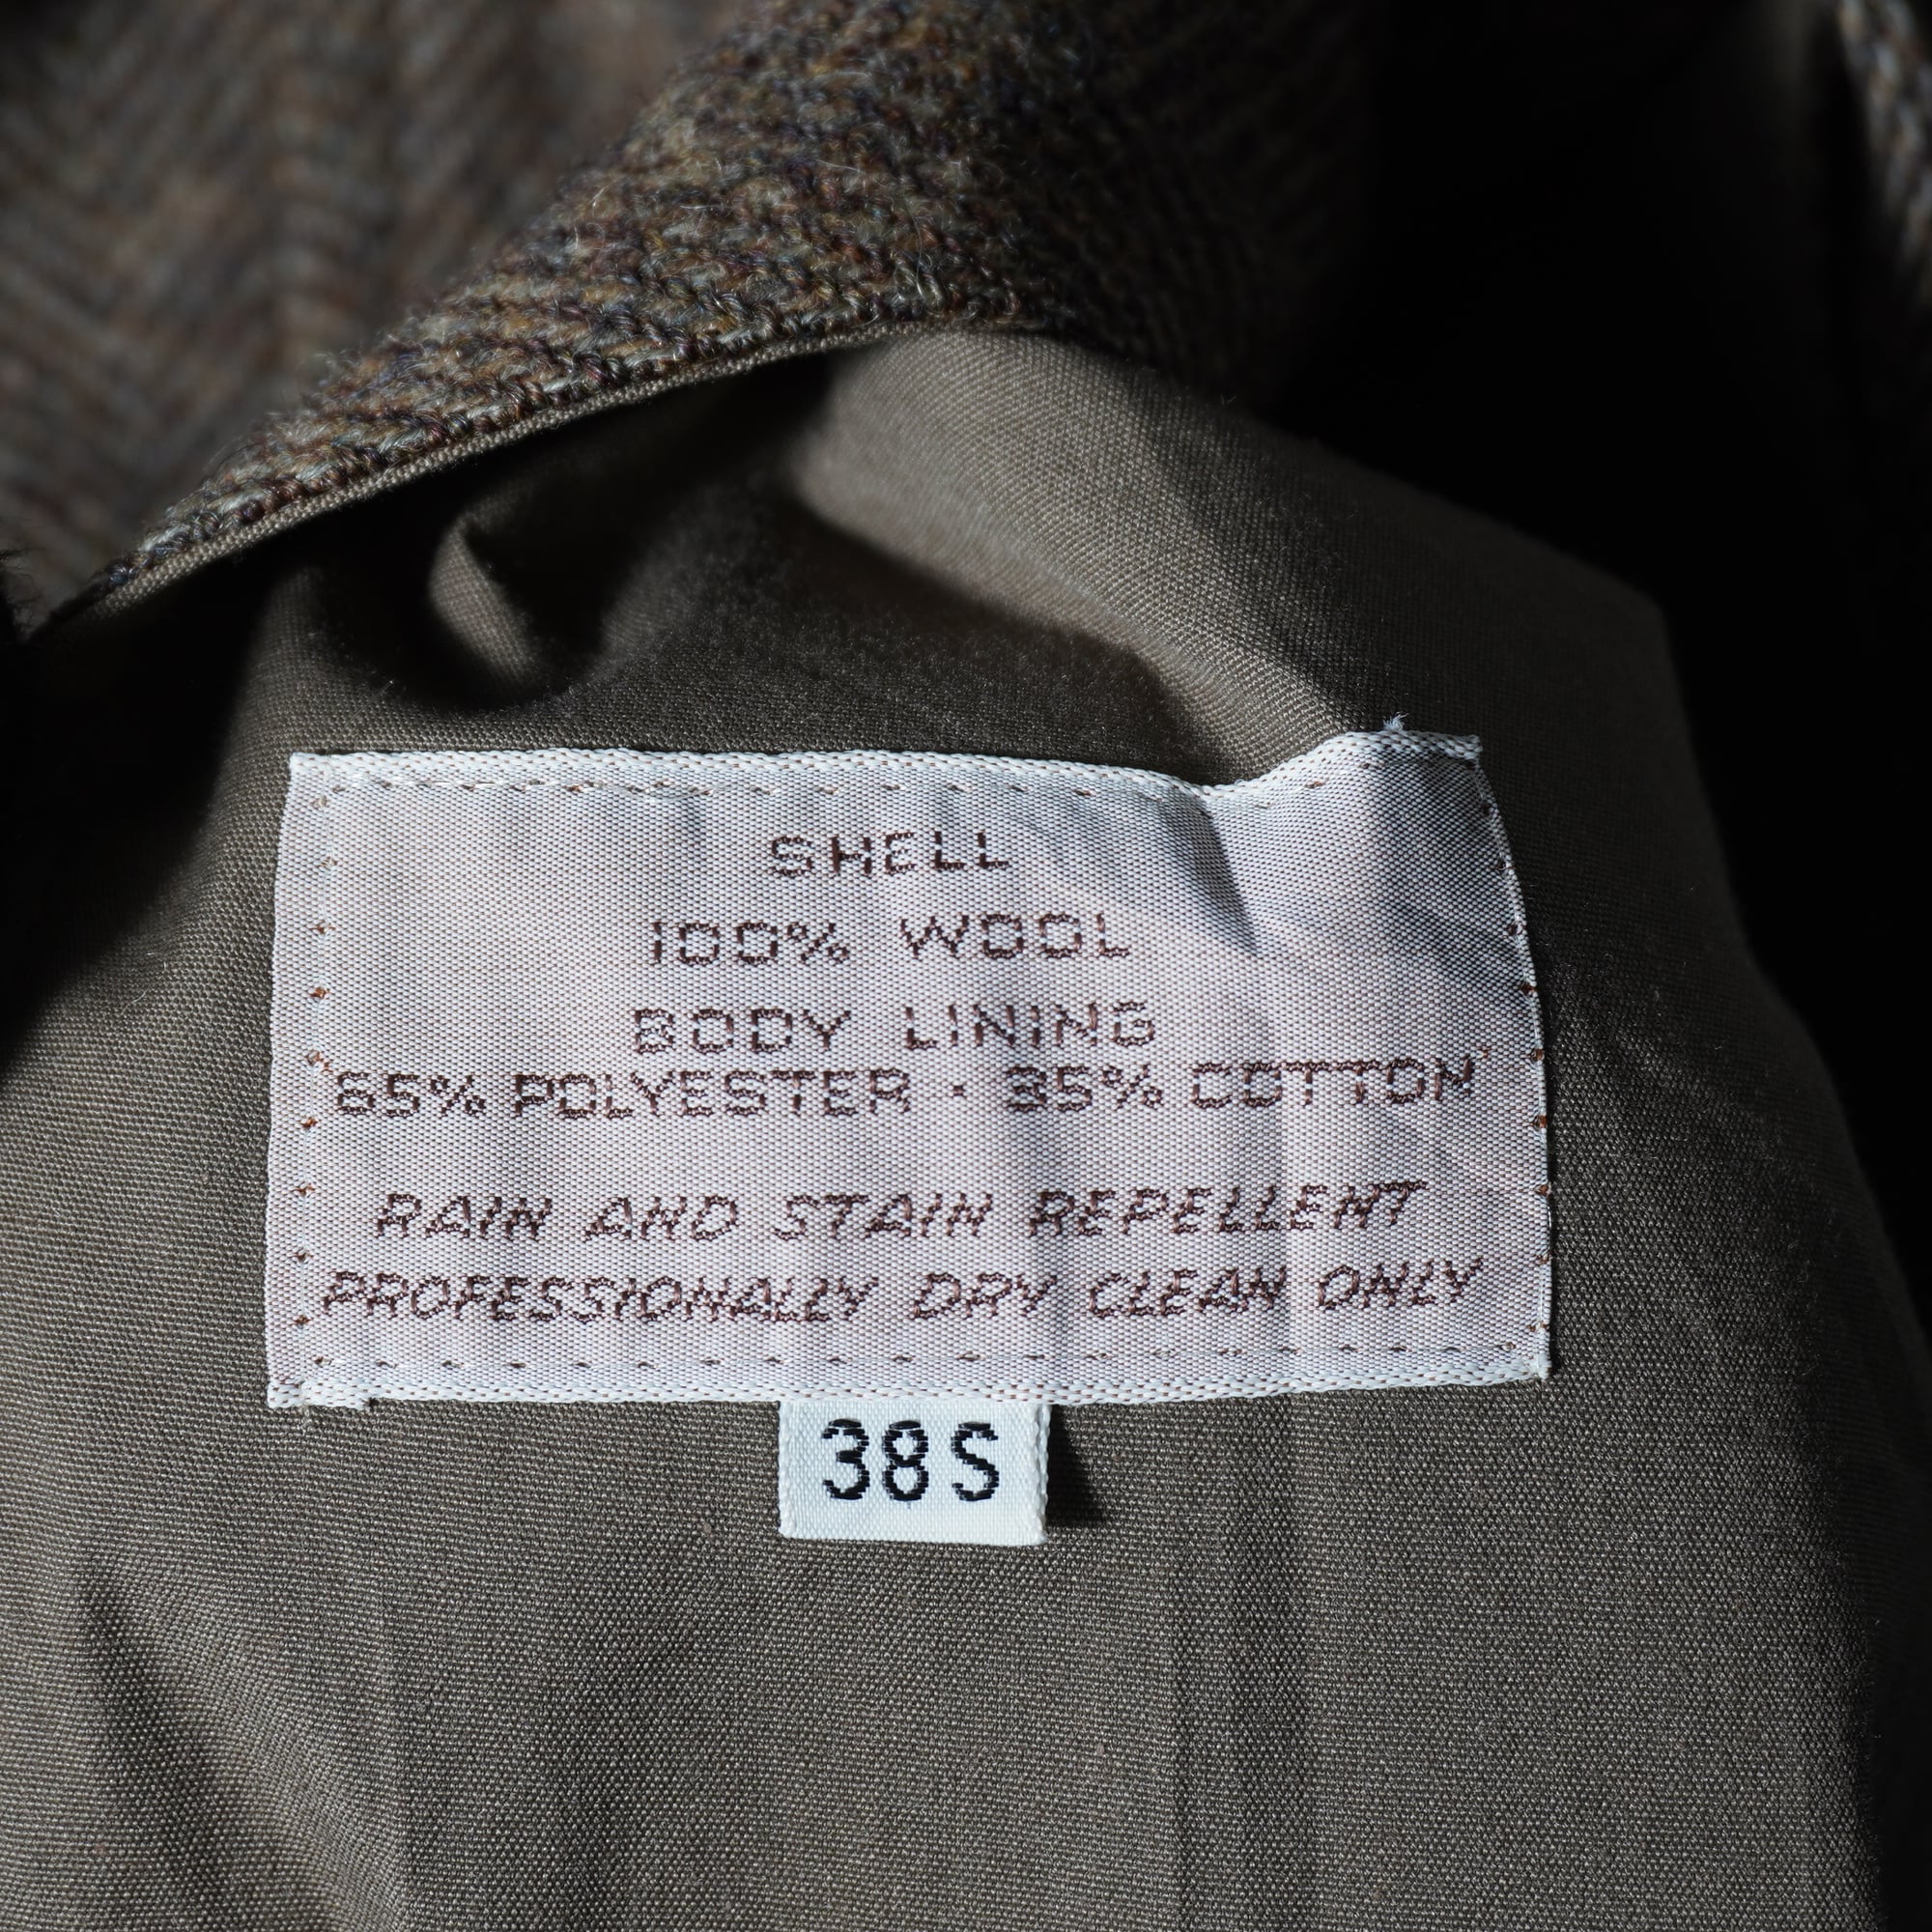 SHELL
100% WOOL
BODY LINING
65% POLYESTER · 35% COTTON
RAIN AND STAIN REPELLENT
PROFESSIONALLY DRY CLEAN ONLY
38S